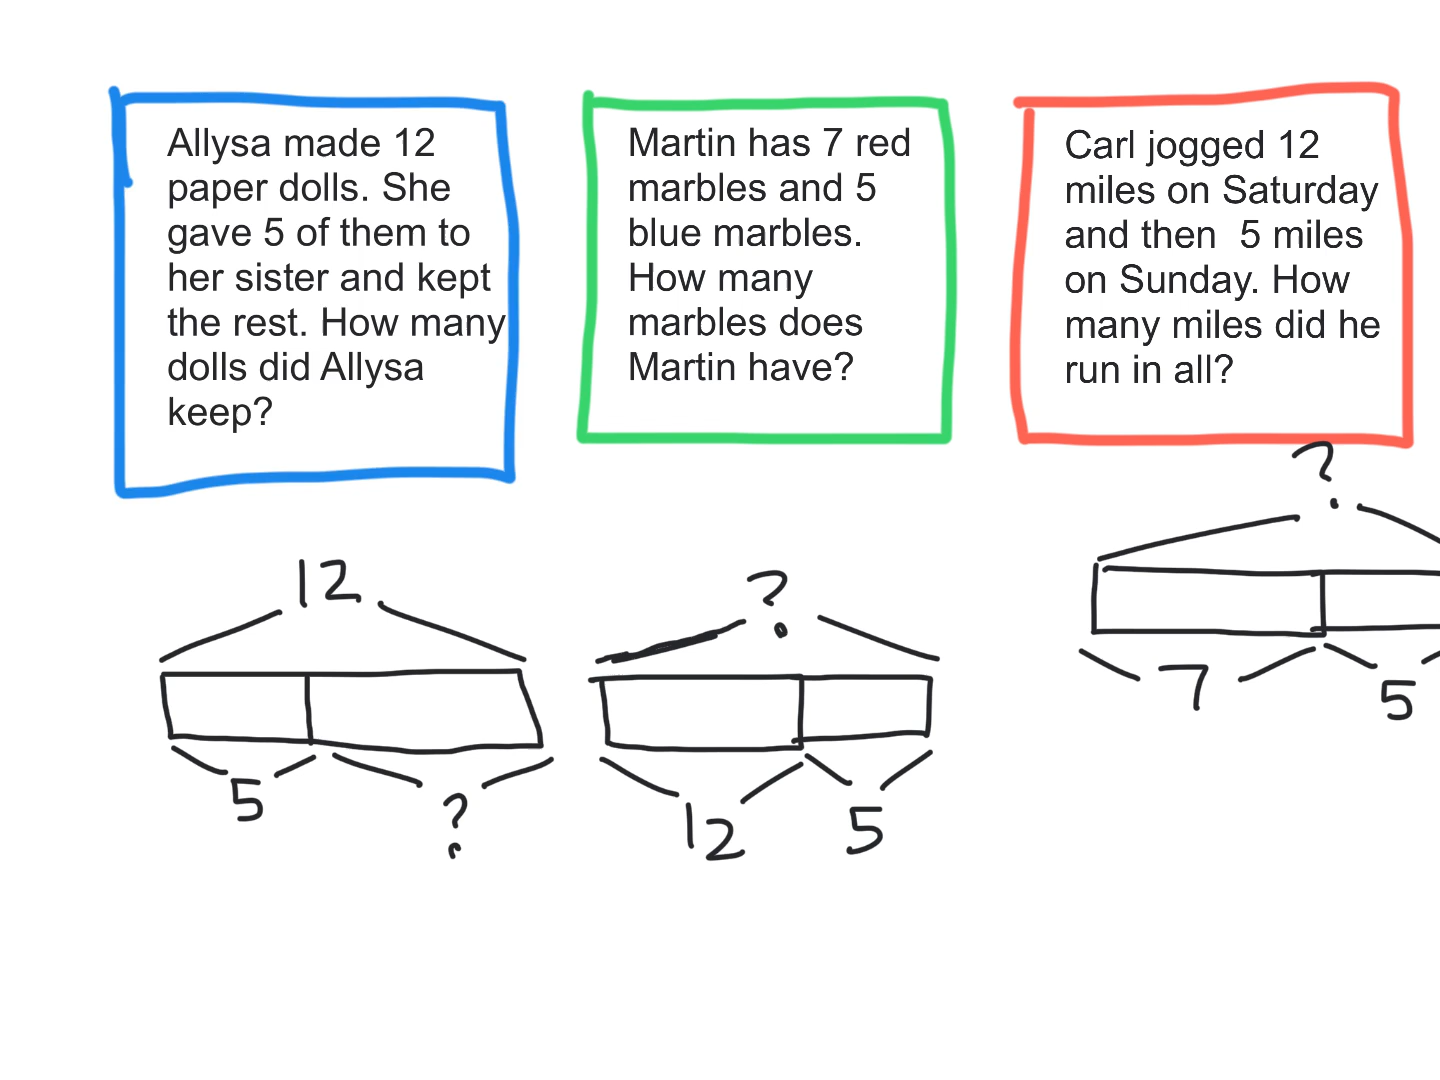 Allysa made 12
paper dolls. She
gave 5 of them to
her sister and kept
the rest. How many
dolls did Allysa
keep?
Martin has 7 red
marbles and 5
blue marbles.
How many
marbles does
Martin have?
Carl jogged 12
miles on Saturday
and then  5 miles
on Sunday. How
many miles did he
run in all?
12
5 ?
?
12 5
?
7 5